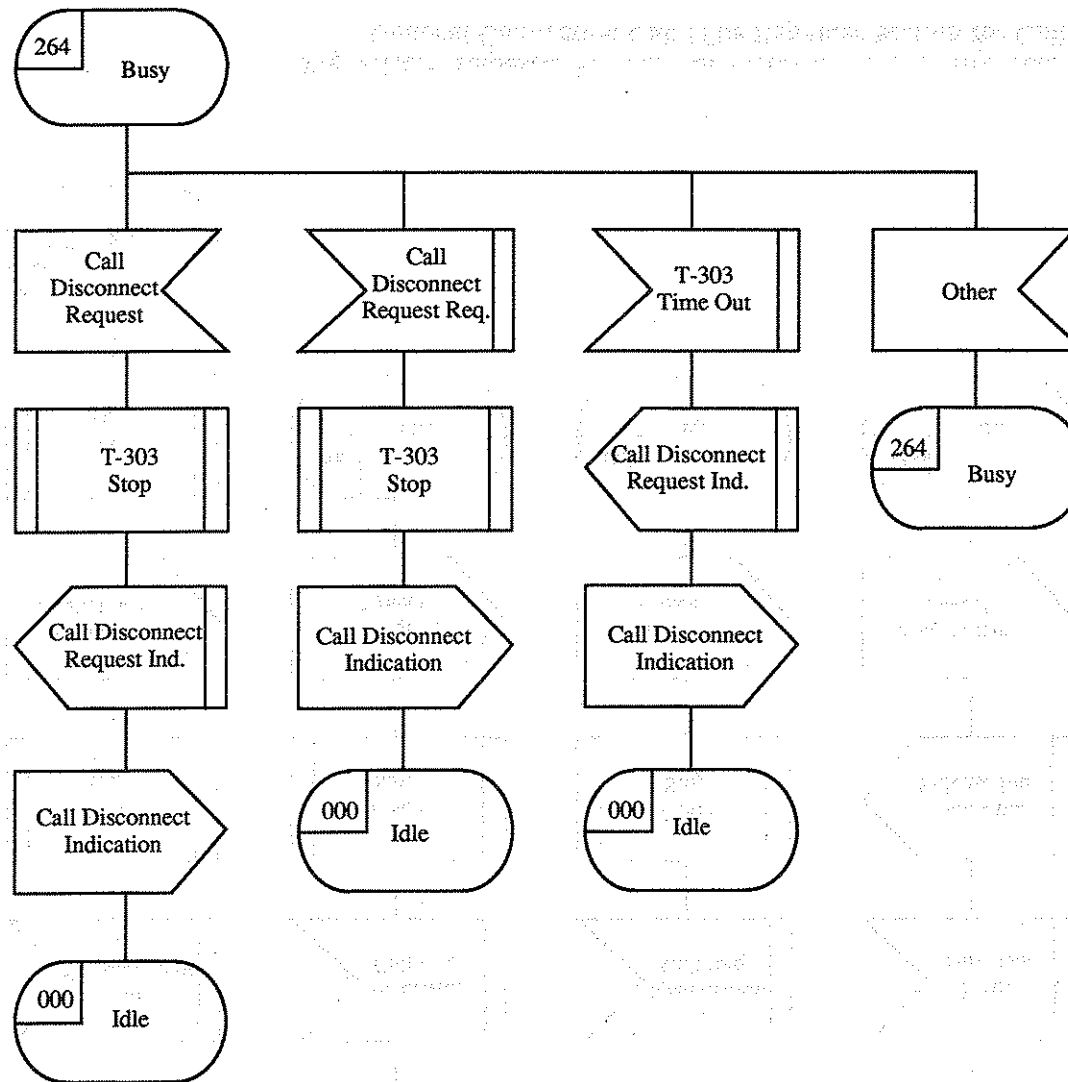 264
Busy
Call
Disconnect
Request
Call
Disconnect
Request Req.
T-303
Time Out
Other
T-303
Stop
T-303
Stop
Call Disconnect
Request Ind.
264
Busy
Call Disconnect
Request Ind.
Call Disconnect
Indication
Call Disconnect
Indication
Call Disconnect
Indication
000
Idle
000
Idle
000
Idle